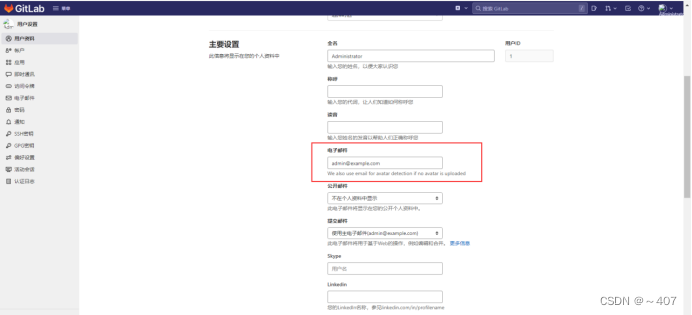 GitLab 菜单 搜索 GitLab
用户设置
用户资料
帐户
应用
即时通讯
访问令牌
电子邮件
密码
通知
SSH密钥
GPG密钥
偏好设置
活动会话
认证日志
主要设置
此信息将显示在您的个人资料中
全名
用户ID
Administrator
1
输入您的姓名，以便大家认识您
称呼
输入您的代词，让人们知道如何称呼您
读音
输入您姓名的发音以帮助人们正确称呼您
电子邮件
admin@example.com
We also use email for avatar detection if no avatar is uploaded
公开邮件
不在个人资料中显示
此电子邮件将显示在您的公开个人资料中。
提交邮件
使用主电子邮件(admin@example.com)
此电子邮件将用于基于Web的操作，例如编辑和合并。 更多信息
Skype
用户名
Linkedin
您的LinkedIn名称，参见linkedin.com/in/profilename
CSDN @～407